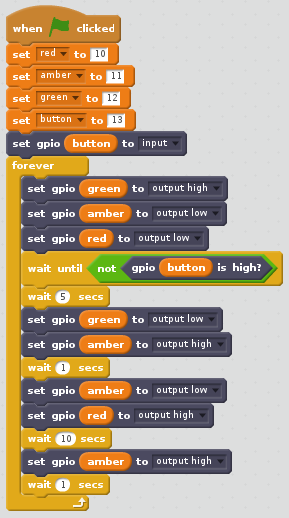 when clicked
set red to 10
set amber to 11
set green to 12
set button to 13
set gpio button to input
forever
set gpio green to output high
set gpio amber to output low
set gpio red to output low
wait until not gpio button is high?
wait 5 secs
set gpio green to output low
set gpio amber to output high
wait 1 secs
set gpio amber to output low
set gpio red to output high
wait 10 secs
set gpio amber to output high
wait 1 secs